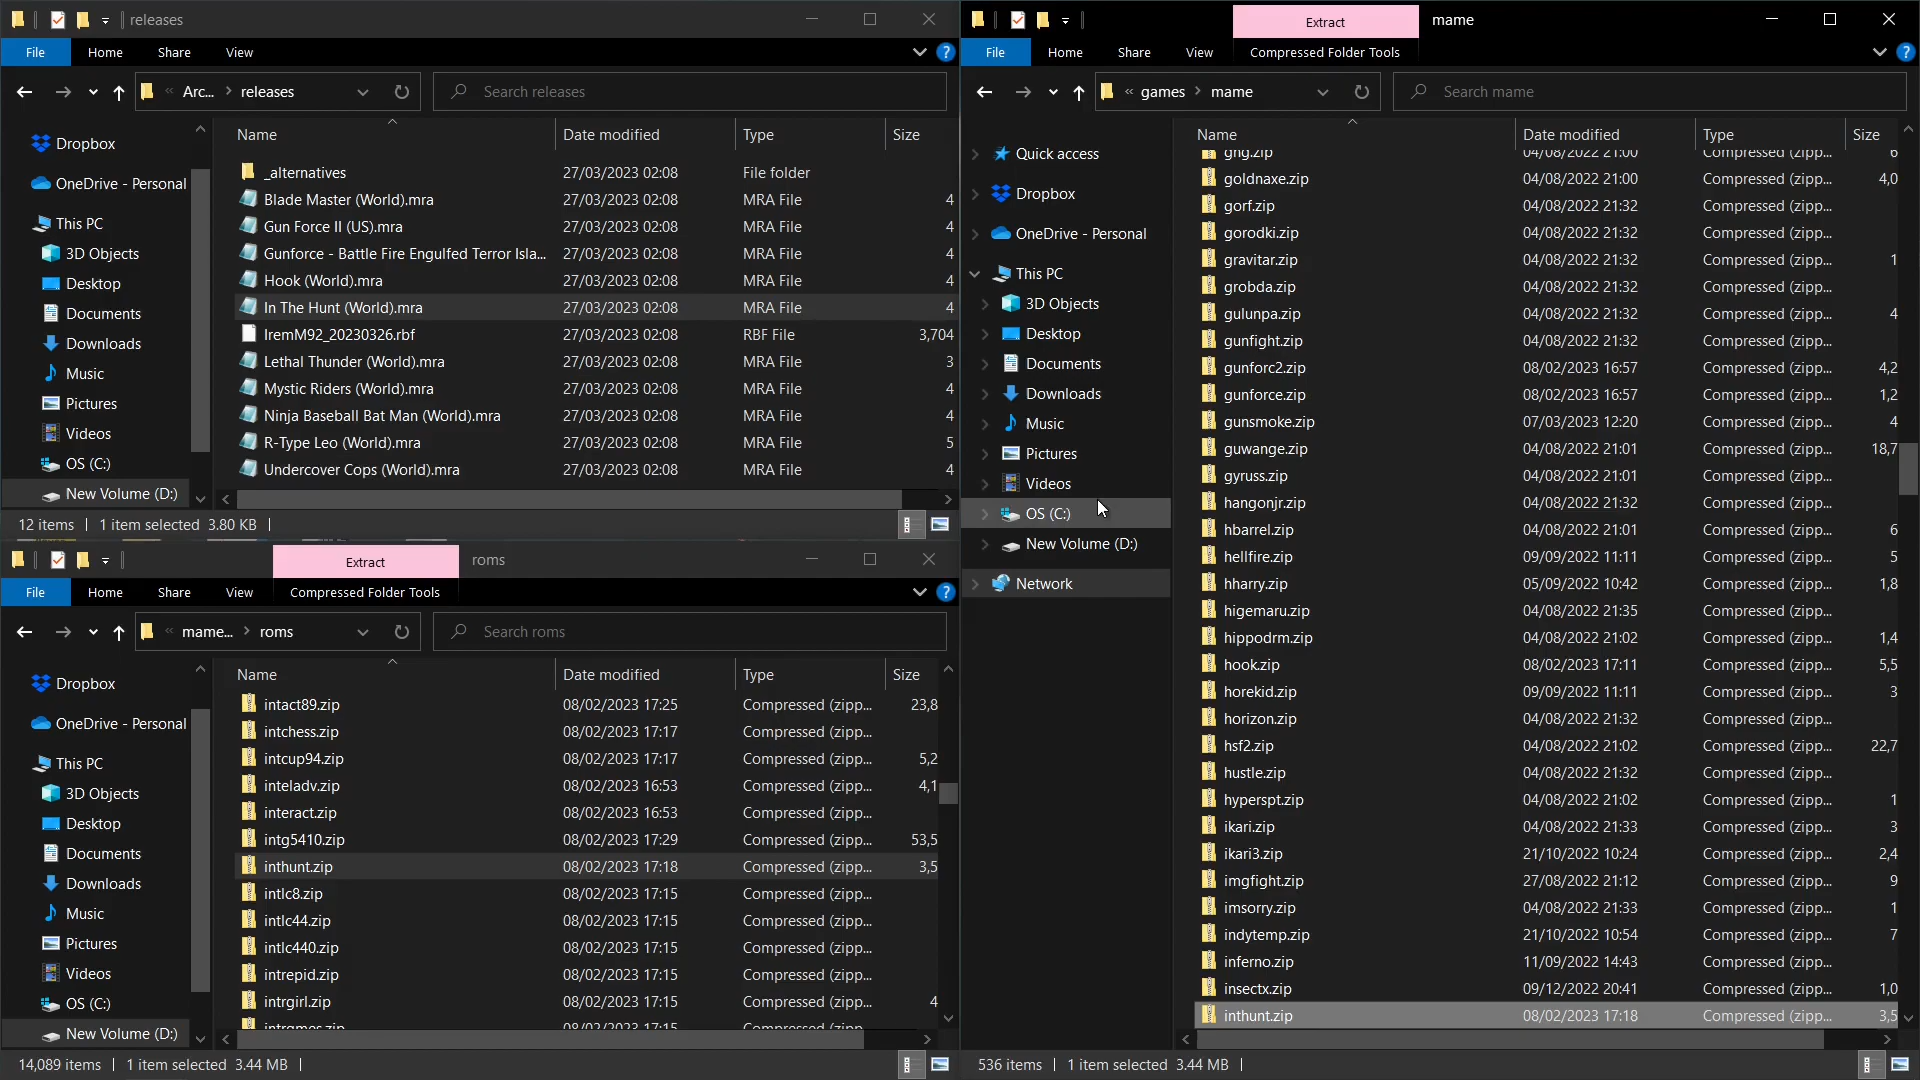 releases
File Home Share View
Arc... releases
Search releases
Dropbox
OneDrive - Personal
This PC
3D Objects
Desktop
Documents
Downloads
Music
Pictures
Videos
OS (C:)
New Volume (D:)
Name Date modified Type Size
_alternatives 27/03/2023 02:08 File folder
Blade Master (World).mra 27/03/2023 02:08 MRA File 4
Gun Force II (US).mra 27/03/2023 02:08 MRA File 4
Gunforce - Battle Fire Engulfed Terror Isla... 27/03/2023 02:08 MRA File 4
Hook (World).mra 27/03/2023 02:08 MRA File 4
In The Hunt (World).mra 27/03/2023 02:08 MRA File 4
IremM92_20230326.rbf 27/03/2023 02:08 RBF File 3,704
Lethal Thunder (World).mra 27/03/2023 02:08 MRA File 3
Mystic Riders (World).mra 27/03/2023 02:08 MRA File 4
Ninja Baseball Bat Man (World).mra 27/03/2023 02:08 MRA File 4
R-Type Leo (World).mra 27/03/2023 02:08 MRA File 5
Undercover Cops (World).mra 27/03/2023 02:08 MRA File 4
12 items 1 item selected 3.80 KB
Extract roms
File Home Share View Compressed Folder Tools
mame... roms
Search roms
Dropbox
OneDrive - Personal
This PC
3D Objects
Desktop
Documents
Downloads
Music
Pictures
Videos
OS (C:)
New Volume (D:)
Name Date modified Type Size
intact89.zip 08/02/2023 17:25 Compressed (zipp... 23,8
intchess.zip 08/02/2023 17:17 Compressed (zipp...
intcup94.zip 08/02/2023 17:17 Compressed (zipp... 5,2
inteladv.zip 08/02/2023 16:53 Compressed (zipp... 4,1
interact.zip 08/02/2023 16:53 Compressed (zipp...
intg5410.zip 08/02/2023 17:29 Compressed (zipp... 53,5
inthunt.zip 08/02/2023 17:18 Compressed (zipp... 3,5
intlc8.zip 08/02/2023 17:15 Compressed (zipp...
intlc44.zip 08/02/2023 17:15 Compressed (zipp...
intlc440.zip 08/02/2023 17:15 Compressed (zipp...
intrepid.zip 08/02/2023 17:15 Compressed (zipp...
intrgirl.zip 08/02/2023 17:15 Compressed (zipp... 4
14,089 items 1 item selected 3.44 MB
Extract mame
File Home Share View Compressed Folder Tools
games mame
Search mame
Quick access
Dropbox
OneDrive - Personal
This PC
3D Objects
Desktop
Documents
Downloads
Music
Pictures
Videos
OS (C:)
New Volume (D:)
Network
Name Date modified Type Size
gng.zip 04/08/2022 21:00 Compressed (zipp... 6
goldnaxe.zip 04/08/2022 21:00 Compressed (zipp... 4,0
gorf.zip 04/08/2022 21:32 Compressed (zipp...
gorodki.zip 04/08/2022 21:32 Compressed (zipp...
gravitar.zip 04/08/2022 21:32 Compressed (zipp... 1
grobda.zip 04/08/2022 21:32 Compressed (zipp...
gulunpa.zip 04/08/2022 21:32 Compressed (zipp... 4
gunfight.zip 04/08/2022 21:32 Compressed (zipp...
gunforc2.zip 08/02/2023 16:57 Compressed (zipp... 4,2
gunforce.zip 08/02/2023 16:57 Compressed (zipp... 1,2
gunsmoke.zip 07/03/2023 12:20 Compressed (zipp... 4
guwange.zip 04/08/2022 21:01 Compressed (zipp... 18,7
gyruss.zip 04/08/2022 21:01 Compressed (zipp...
hangonjr.zip 04/08/2022 21:32 Compressed (zipp...
hbarrel.zip 04/08/2022 21:01 Compressed (zipp... 6
hellfire.zip 09/09/2022 11:11 Compressed (zipp... 5
hharry.zip 05/09/2022 10:42 Compressed (zipp... 1,8
higemaru.zip 04/08/2022 21:35 Compressed (zipp...
hippodrm.zip 04/08/2022 21:02 Compressed (zipp... 1,4
hook.zip 08/02/2023 17:11 Compressed (zipp... 5,5
horekid.zip 09/09/2022 11:11 Compressed (zipp... 3
horizon.zip 04/08/2022 21:32 Compressed (zipp...
hsf2.zip 04/08/2022 21:02 Compressed (zipp... 22,7
hustle.zip 04/08/2022 21:32 Compressed (zipp...
hyperspt.zip 04/08/2022 21:02 Compressed (zipp... 1
ikari.zip 04/08/2022 21:33 Compressed (zipp... 3
ikari3.zip 21/10/2022 10:24 Compressed (zipp... 2,4
imgfight.zip 27/08/2022 21:12 Compressed (zipp... 9
imsorry.zip 04/08/2022 21:33 Compressed (zipp... 1
indytemp.zip 21/10/2022 10:54 Compressed (zipp... 7
inferno.zip 11/09/2022 14:43 Compressed (zipp...
insectx.zip 09/12/2022 20:41 Compressed (zipp... 1,0
inthunt.zip 08/02/2023 17:18 Compressed (zipp... 3,5
536 items 1 item selected 3.44 MB